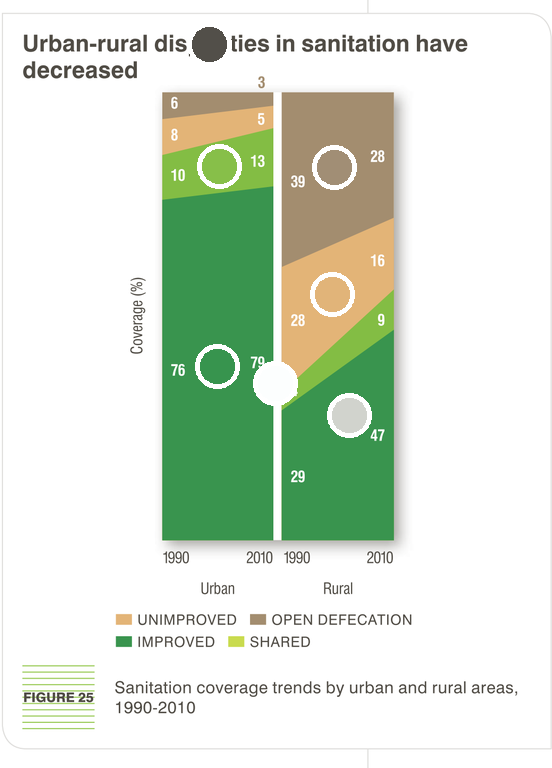 Urban-rural ties in sanitation have
decreased
3
6
5
8
13
10
28
39
16
28
9
Coverage (%)
76
79
47
29
1990 2010 1990 2010
Urban Rural
UNIMPROVED OPEN DEFECATION
IMPROVED SHARED
FIGURE 25
Sanitation coverage trends by urban and rural areas,
1990-2010